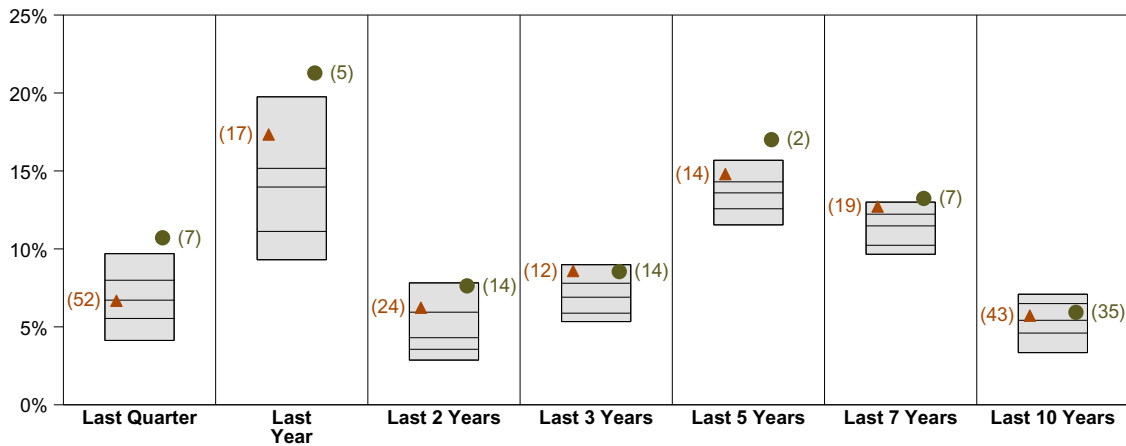 25%
20%
15%
10%
5%
0%
(52)
(7)
(17)
(5)
(24)
(14)
(12)
(14)
(14)
(2)
(19)
(7)
(43)
(35)
Last Quarter
Last
Year
Last 2 Years
Last 3 Years
Last 5 Years
Last 7 Years
Last 10 Years